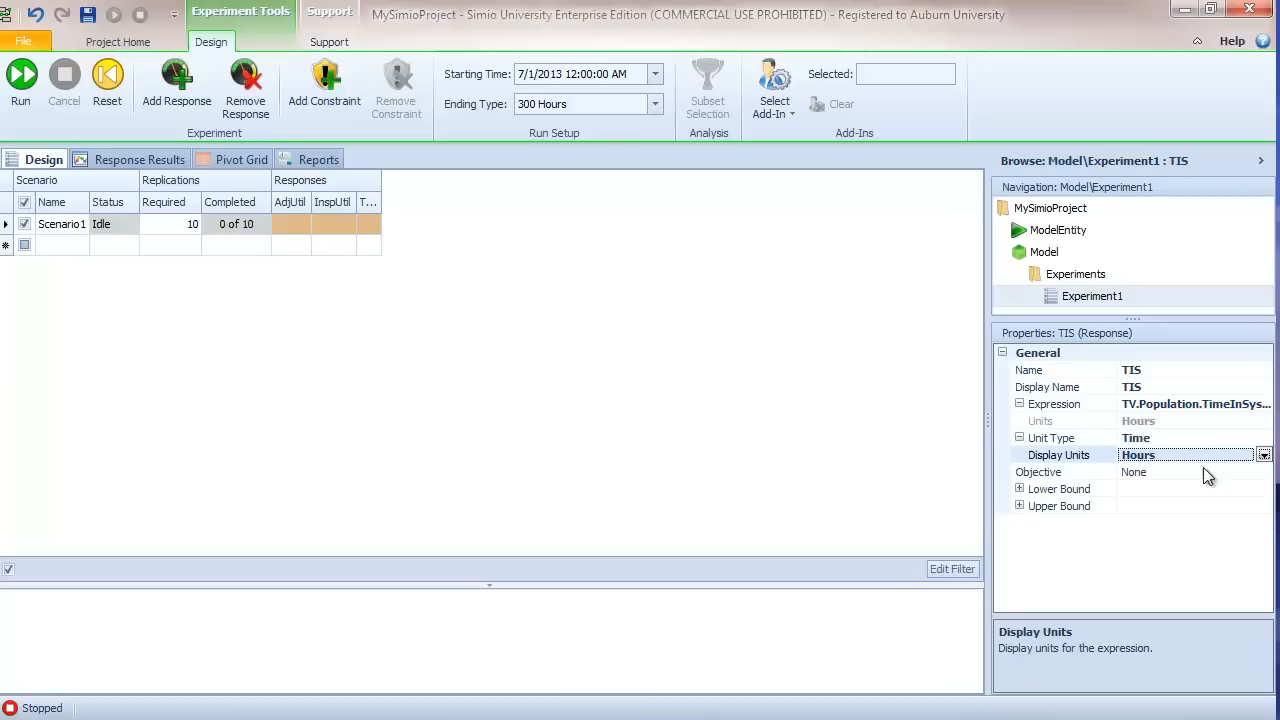 Experiment Tools
Support
MySimioProject - Simio University Enterprise Edition (COMMERCIAL USE PROHIBITED) - Registered to Auburn University
File
Project Home
Design
Support
Help
Run
Cancel
Reset
Add Response
Remove Response
Add Constraint
Remove Constraint
Experiment
Starting Time: 7/1/2013 12:00:00 AM
Ending Type: 300 Hours
Run Setup
Subset Selection
Analysis
Select Add-In
Selected:
Clear
Add-Ins
Design
Response Results
Pivot Grid
Reports
Scenario
Replications
Responses
Name
Status
Required
Completed
AdjUtil
InspUtil
T...
Scenario1
Idle
10
0 of 10
Edit Filter
Browse: Model\Experiment1 : TIS
Navigation: Model\Experiment1
MySimioProject
ModelEntity
Model
Experiments
Experiment1
Properties: TIS (Response)
General
Name TIS
Display Name TIS
Expression TV.Population.TimeInSys...
Units Hours
Unit Type Time
Display Units Hours
Objective None
Lower Bound
Upper Bound
Display Units
Display units for the expression.
Stopped